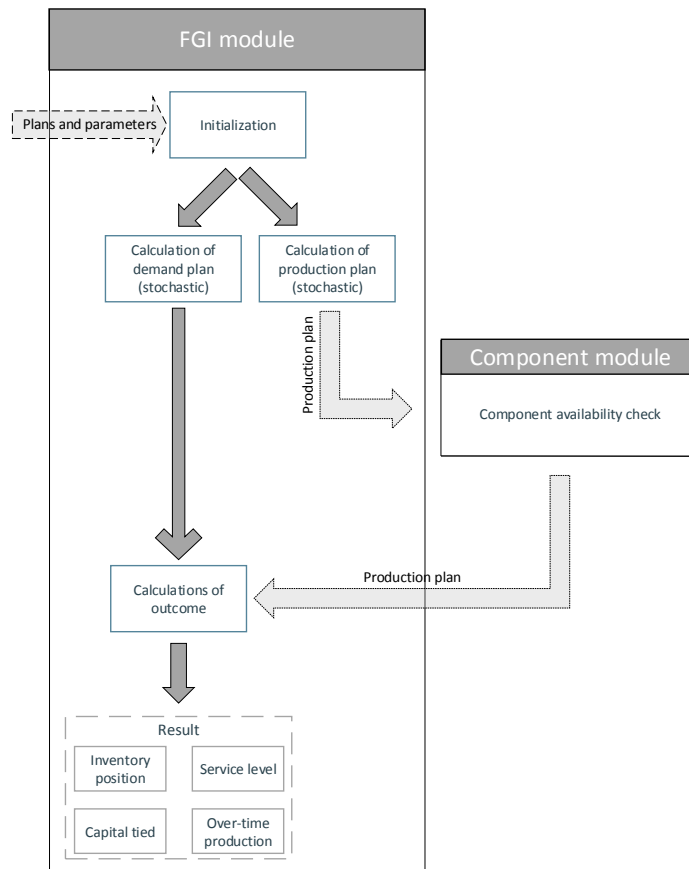 FGI module
Plans and parameters
Initialization
Calculation of
demand plan
(stochastic)
Calculation of
production plan
(stochastic)
Production plan
Component module
Component availability check
Production plan
Calculations of
outcome
Result
Inventory
position
Service level
Capital tied
Over-time
production